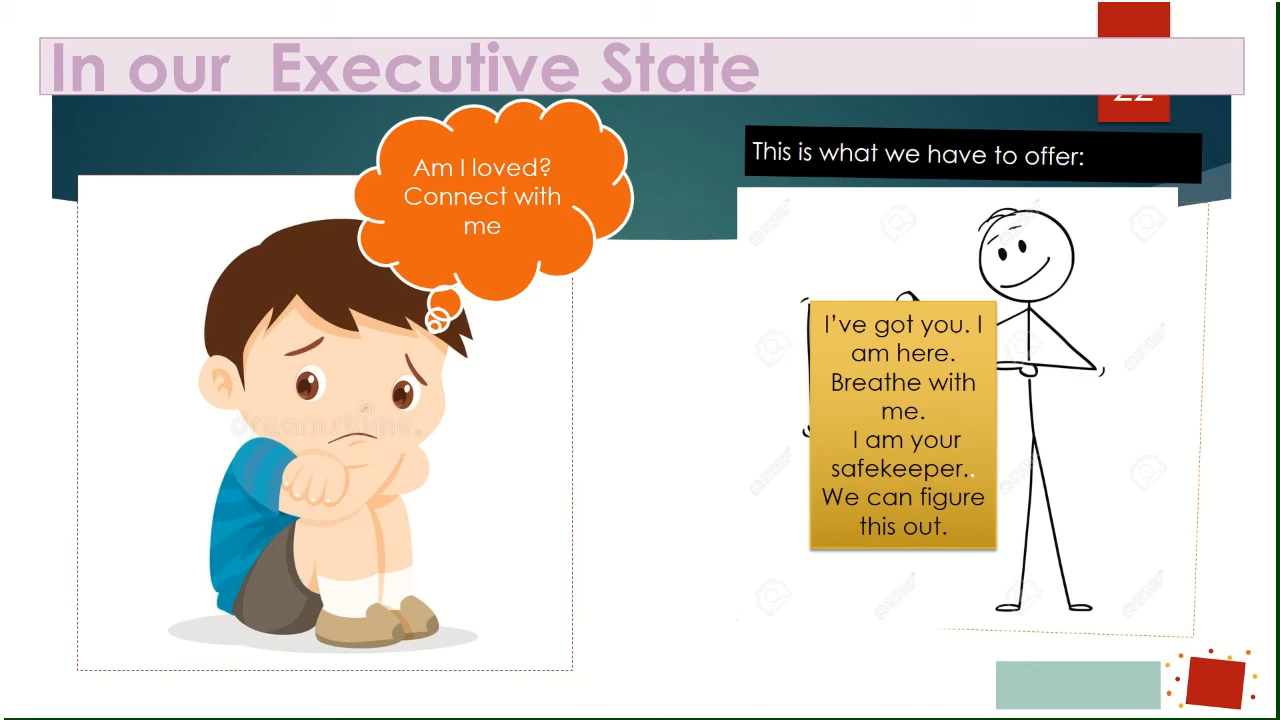 In our  Executive State
22
Am I loved?
Connect with
me
This is what we have to offer:
I've got you. I
am here.
Breathe with
me.
I am your
safekeeper..
We can figure
this out.
dreamstime.